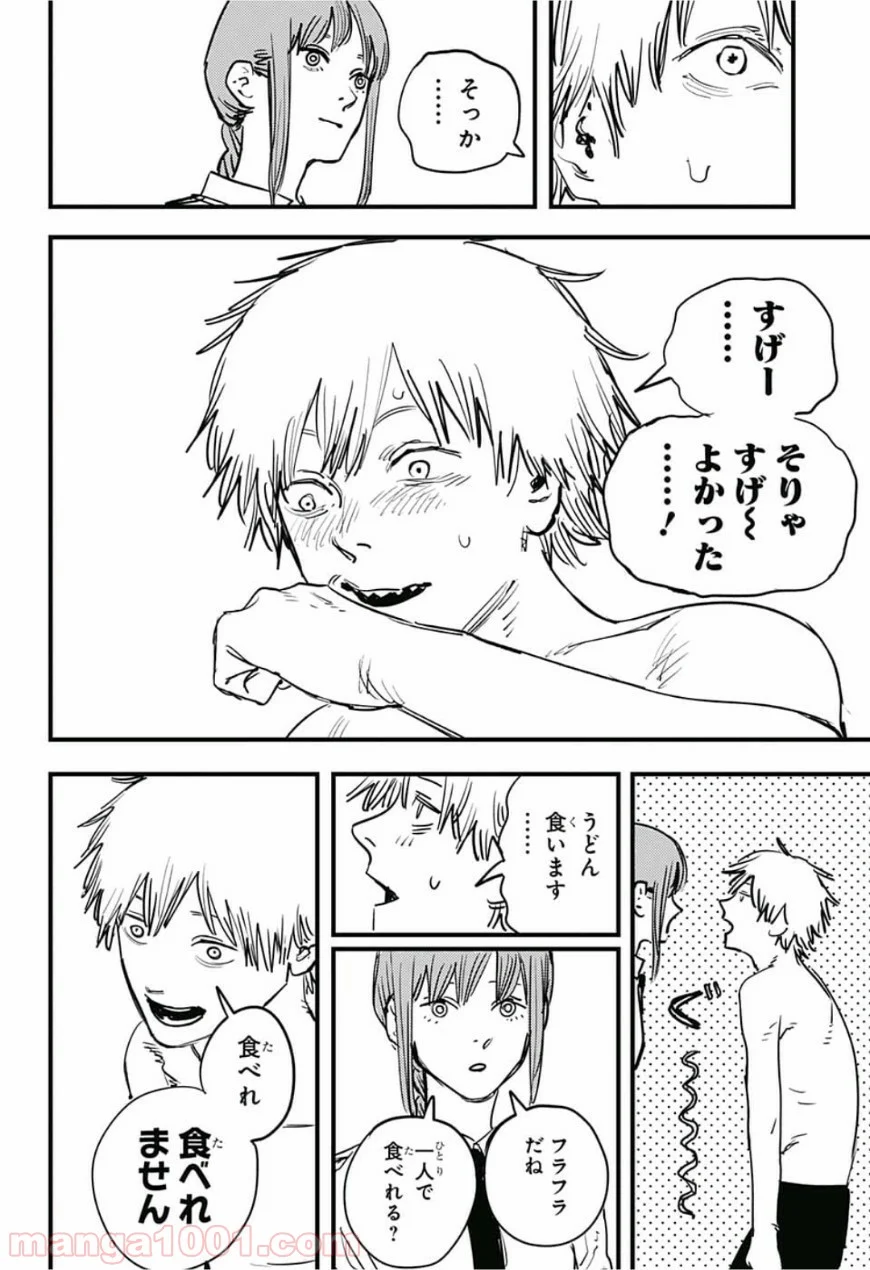 そっか
……
すげー
……
そりゃ
すげ〜
よかった
……！
うどん
食います
……
ぐ〜〜〜
フラフラ
だね
一人で
食べれる？
食べれ
食べれ
ません
manga1001.com